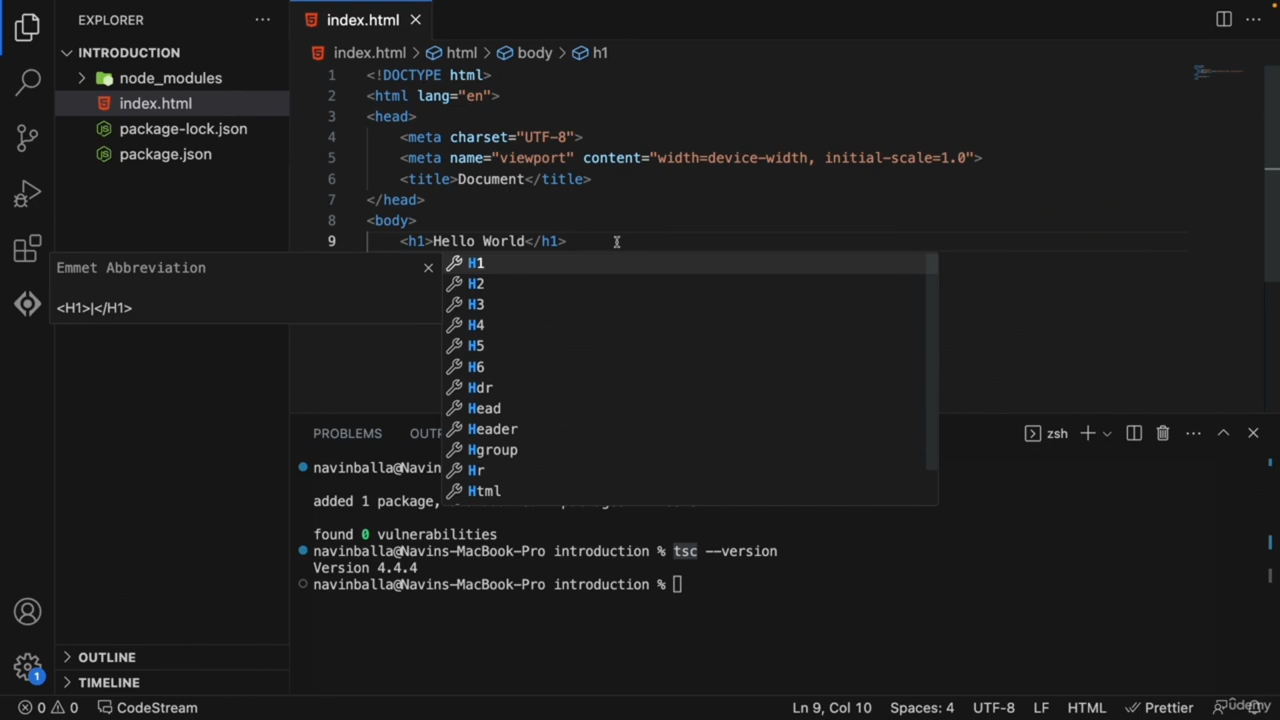 EXPLORER
index.html
INTRODUCTION
node_modules
index.html
package-lock.json
package.json
index.html > html > body > h1
1 <!DOCTYPE html>
2 <html lang="en">
3 <head>
4 <meta charset="UTF-8">
5 <meta name="viewport" content="width=device-width, initial-scale=1.0">
6 <title>Document</title>
7 </head>
8 <body>
9 <h1>Hello World</h1>
Emmet Abbreviation
<H1>|</H1>
H1
H2
H3
H4
H5
H6
Hdr
Head
Header
Hgroup
Hr
Html
PROBLEMS
zsh
navinballa@Navin
added 1 package,
found 0 vulnerabilities
navinballa@Navins-MacBook-Pro introduction % tsc --version
Version 4.4.4
navinballa@Navins-MacBook-Pro introduction %
OUTLINE
1
TIMELINE
0 0 CodeStream
Ln 9, Col 10 Spaces: 4 UTF-8 LF HTML Prettier
Udemy